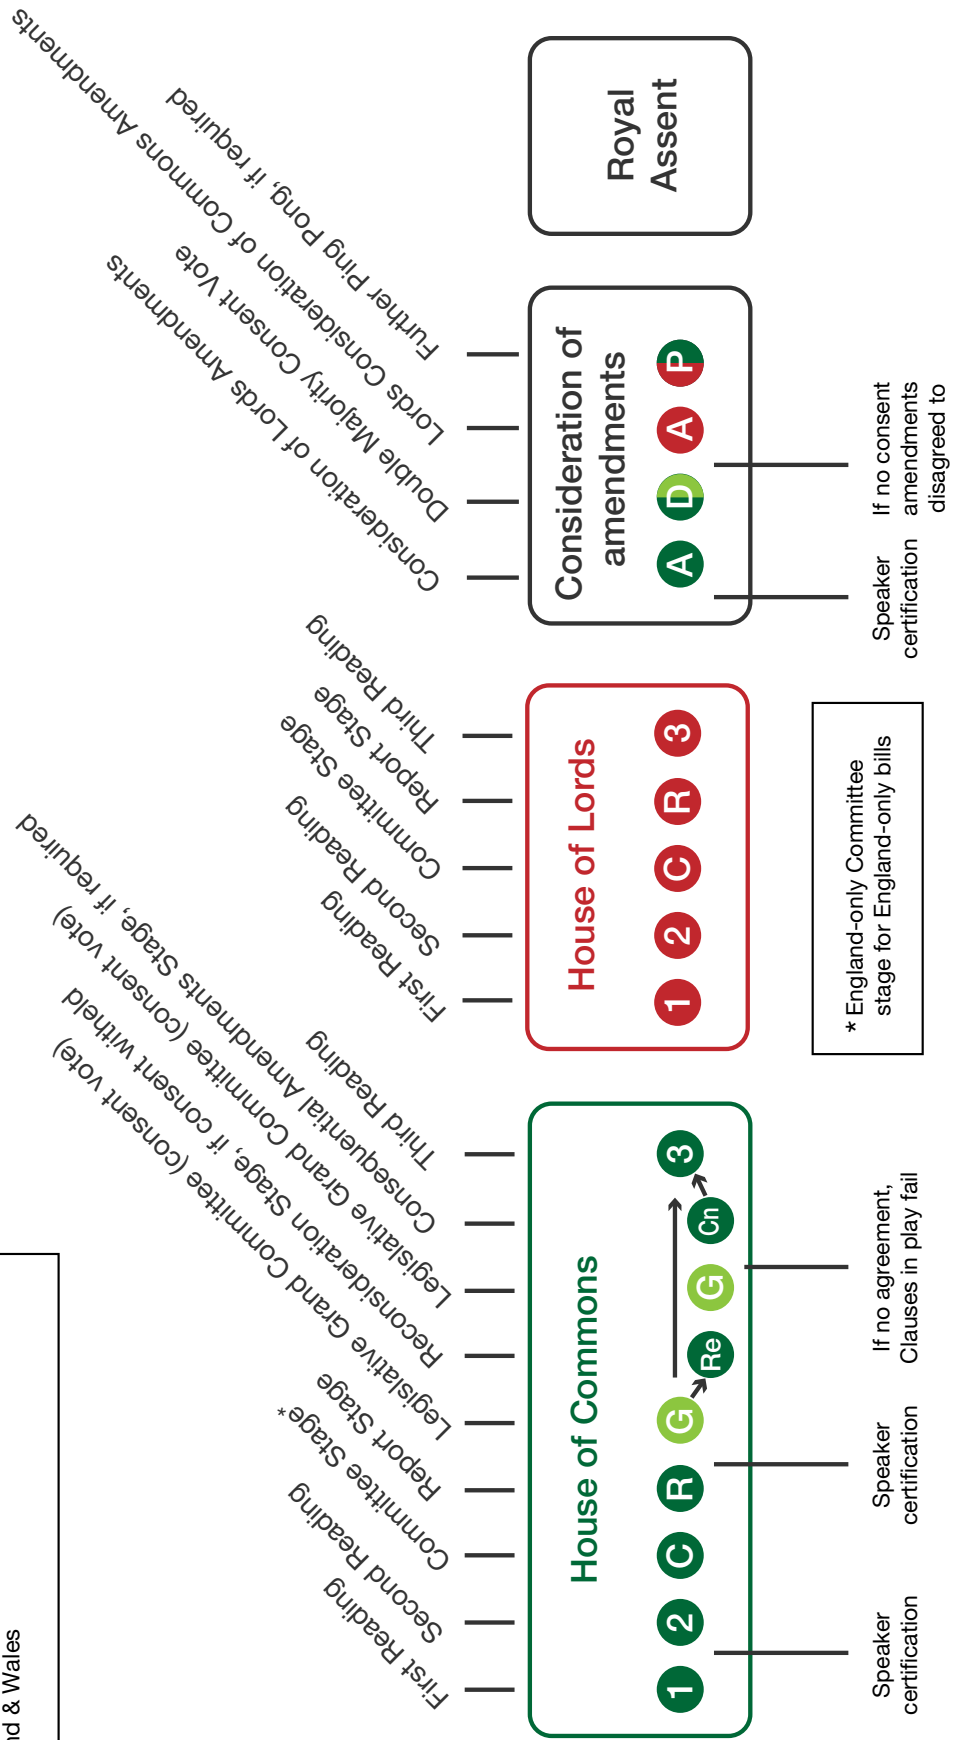 nd & Wales
First Reading
Second Reading
Committee Stage*
Report Stage
Legislative Grand Committee (consent vote)
Reconsideration Stage, if consent witheld
Legislative Grand Committee (consent vote)
Consequential Amendments Stage, if required
Third Reading
House of Commons
1 2 C R G Re G Cn 3
Speaker
certification
Speaker
certification
If no agreement,
Clauses in play fail
First Reading
Second Reading
Committee Stage
Report Stage
Third Reading
House of Lords
1 2 C R 3
* England-only Committee
stage for England-only bills
Consideration of Lords Amendments
Double Majority Consent Vote
Lords Consideration of Commons Amendments
Further Ping Pong, if required
Consideration of
amendments
A D A P
Speaker
certification
If no consent
amendments
disagreed to
Royal
Assent